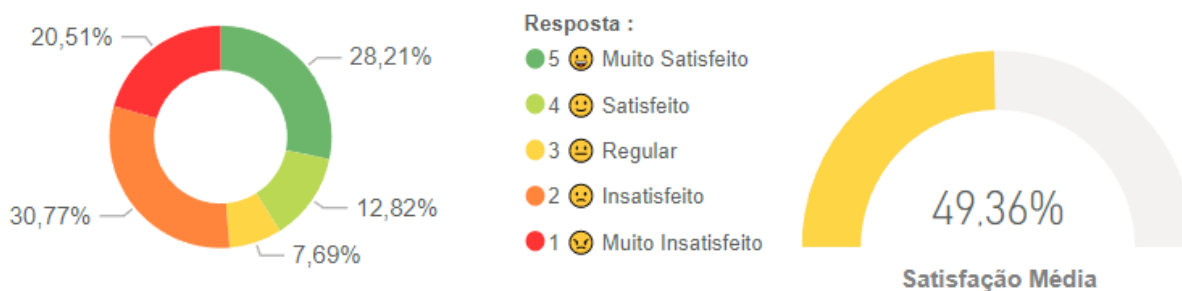 20,51%
28,21%
30,77%
12,82%
7,69%
Resposta :
5 😀 Muito Satisfeito
4 🙂 Satisfeito
3 😐 Regular
2 🙁 Insatisfeito
1 😠 Muito Insatisfeito
49,36%
Satisfação Média